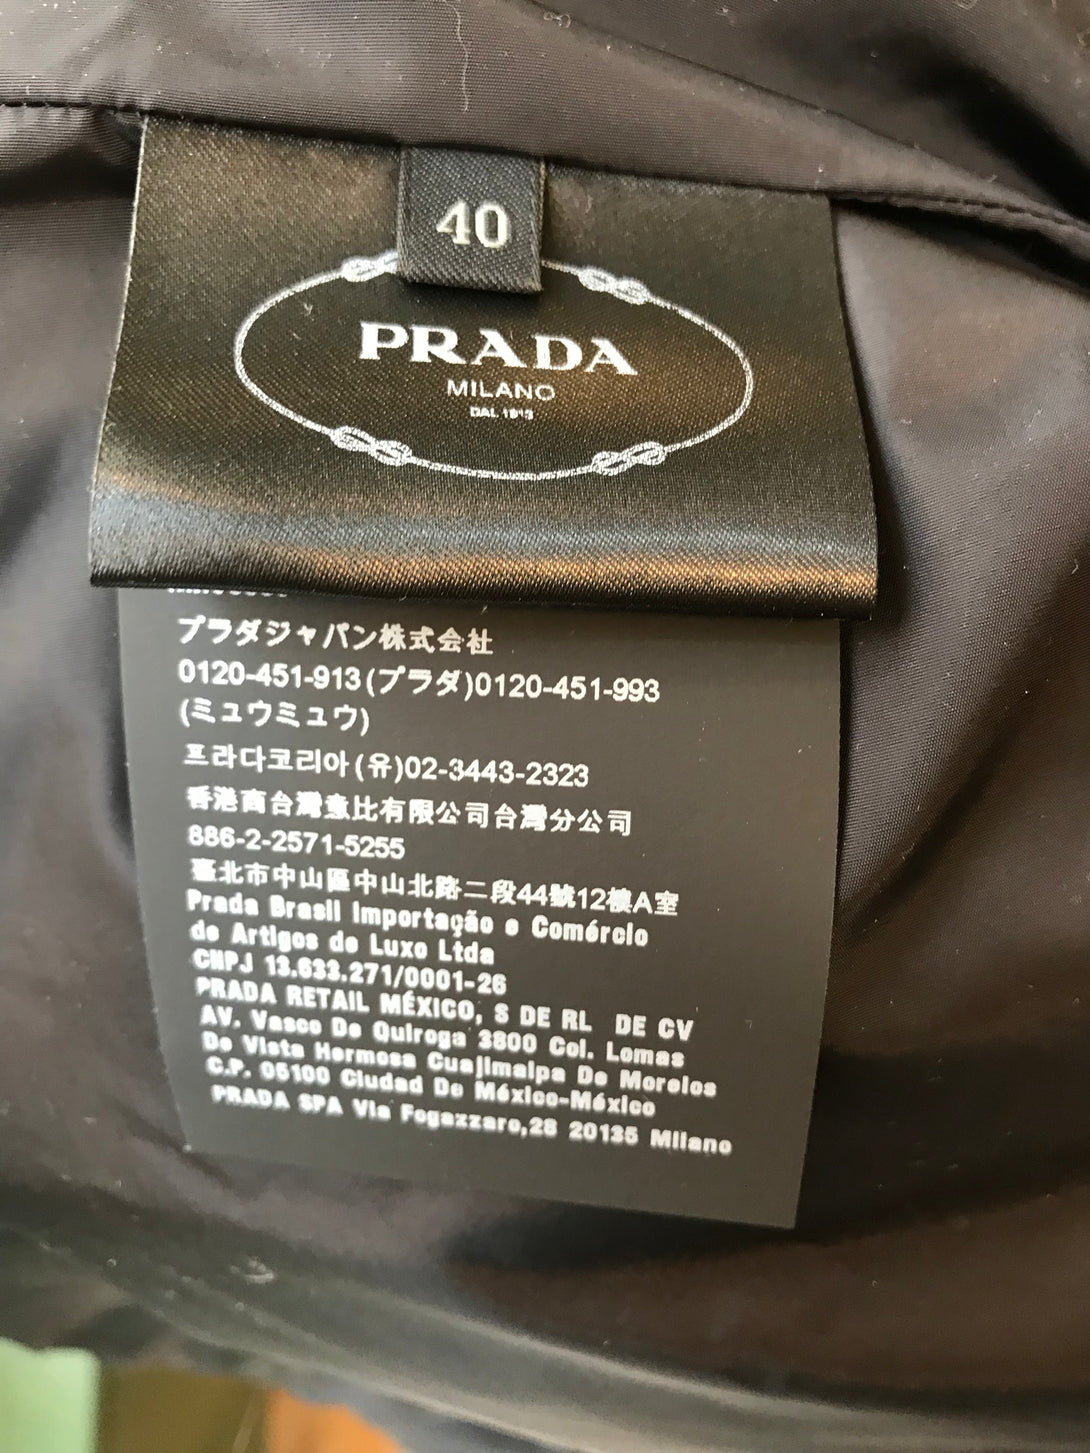 40
PRADA
MILANO
DAL 1913
プラダジャパン株式会社
0120-451-913(プラダ)0120-451-993
(ミュウミュウ)
프라다코리아(유)02-3443-2323
香港商台灣意比有限公司台灣分公司
886-2-2571-5255
臺北市中山區中山北路二段44號12樓A室
Prada Brasil Importação e Comércio
de Artigos de Luxo Ltda
CNPJ 13.633.271/0001-26
PRADA RETAIL MÉXICO, S DE RL DE CV
AV. Vasco De Quiroga 3800 Col. Lomas
De Vista Hermosa Cuajimalpa De Morelos
C.P. 05100 Ciudad De México-México
PRADA SPA Via Fogazzaro,28 20135 Milano